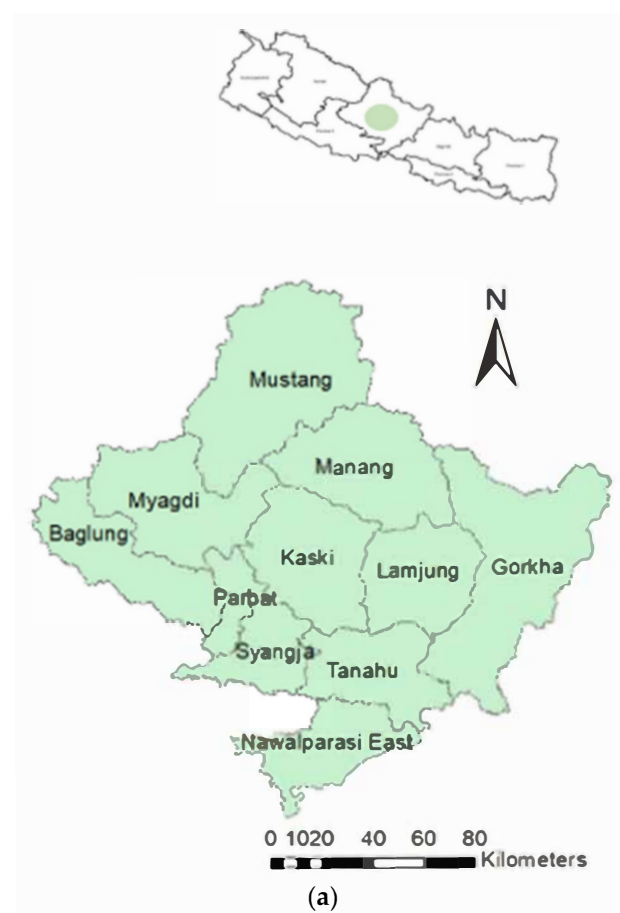 N
Mustang
Manang
Myagdi
Baglung
Kaski
Lamjung
Gorkha
Parbat
Syangja
Tanahu
Nawalparasi East
0 1020 40 60 80
Kilometers
(a)